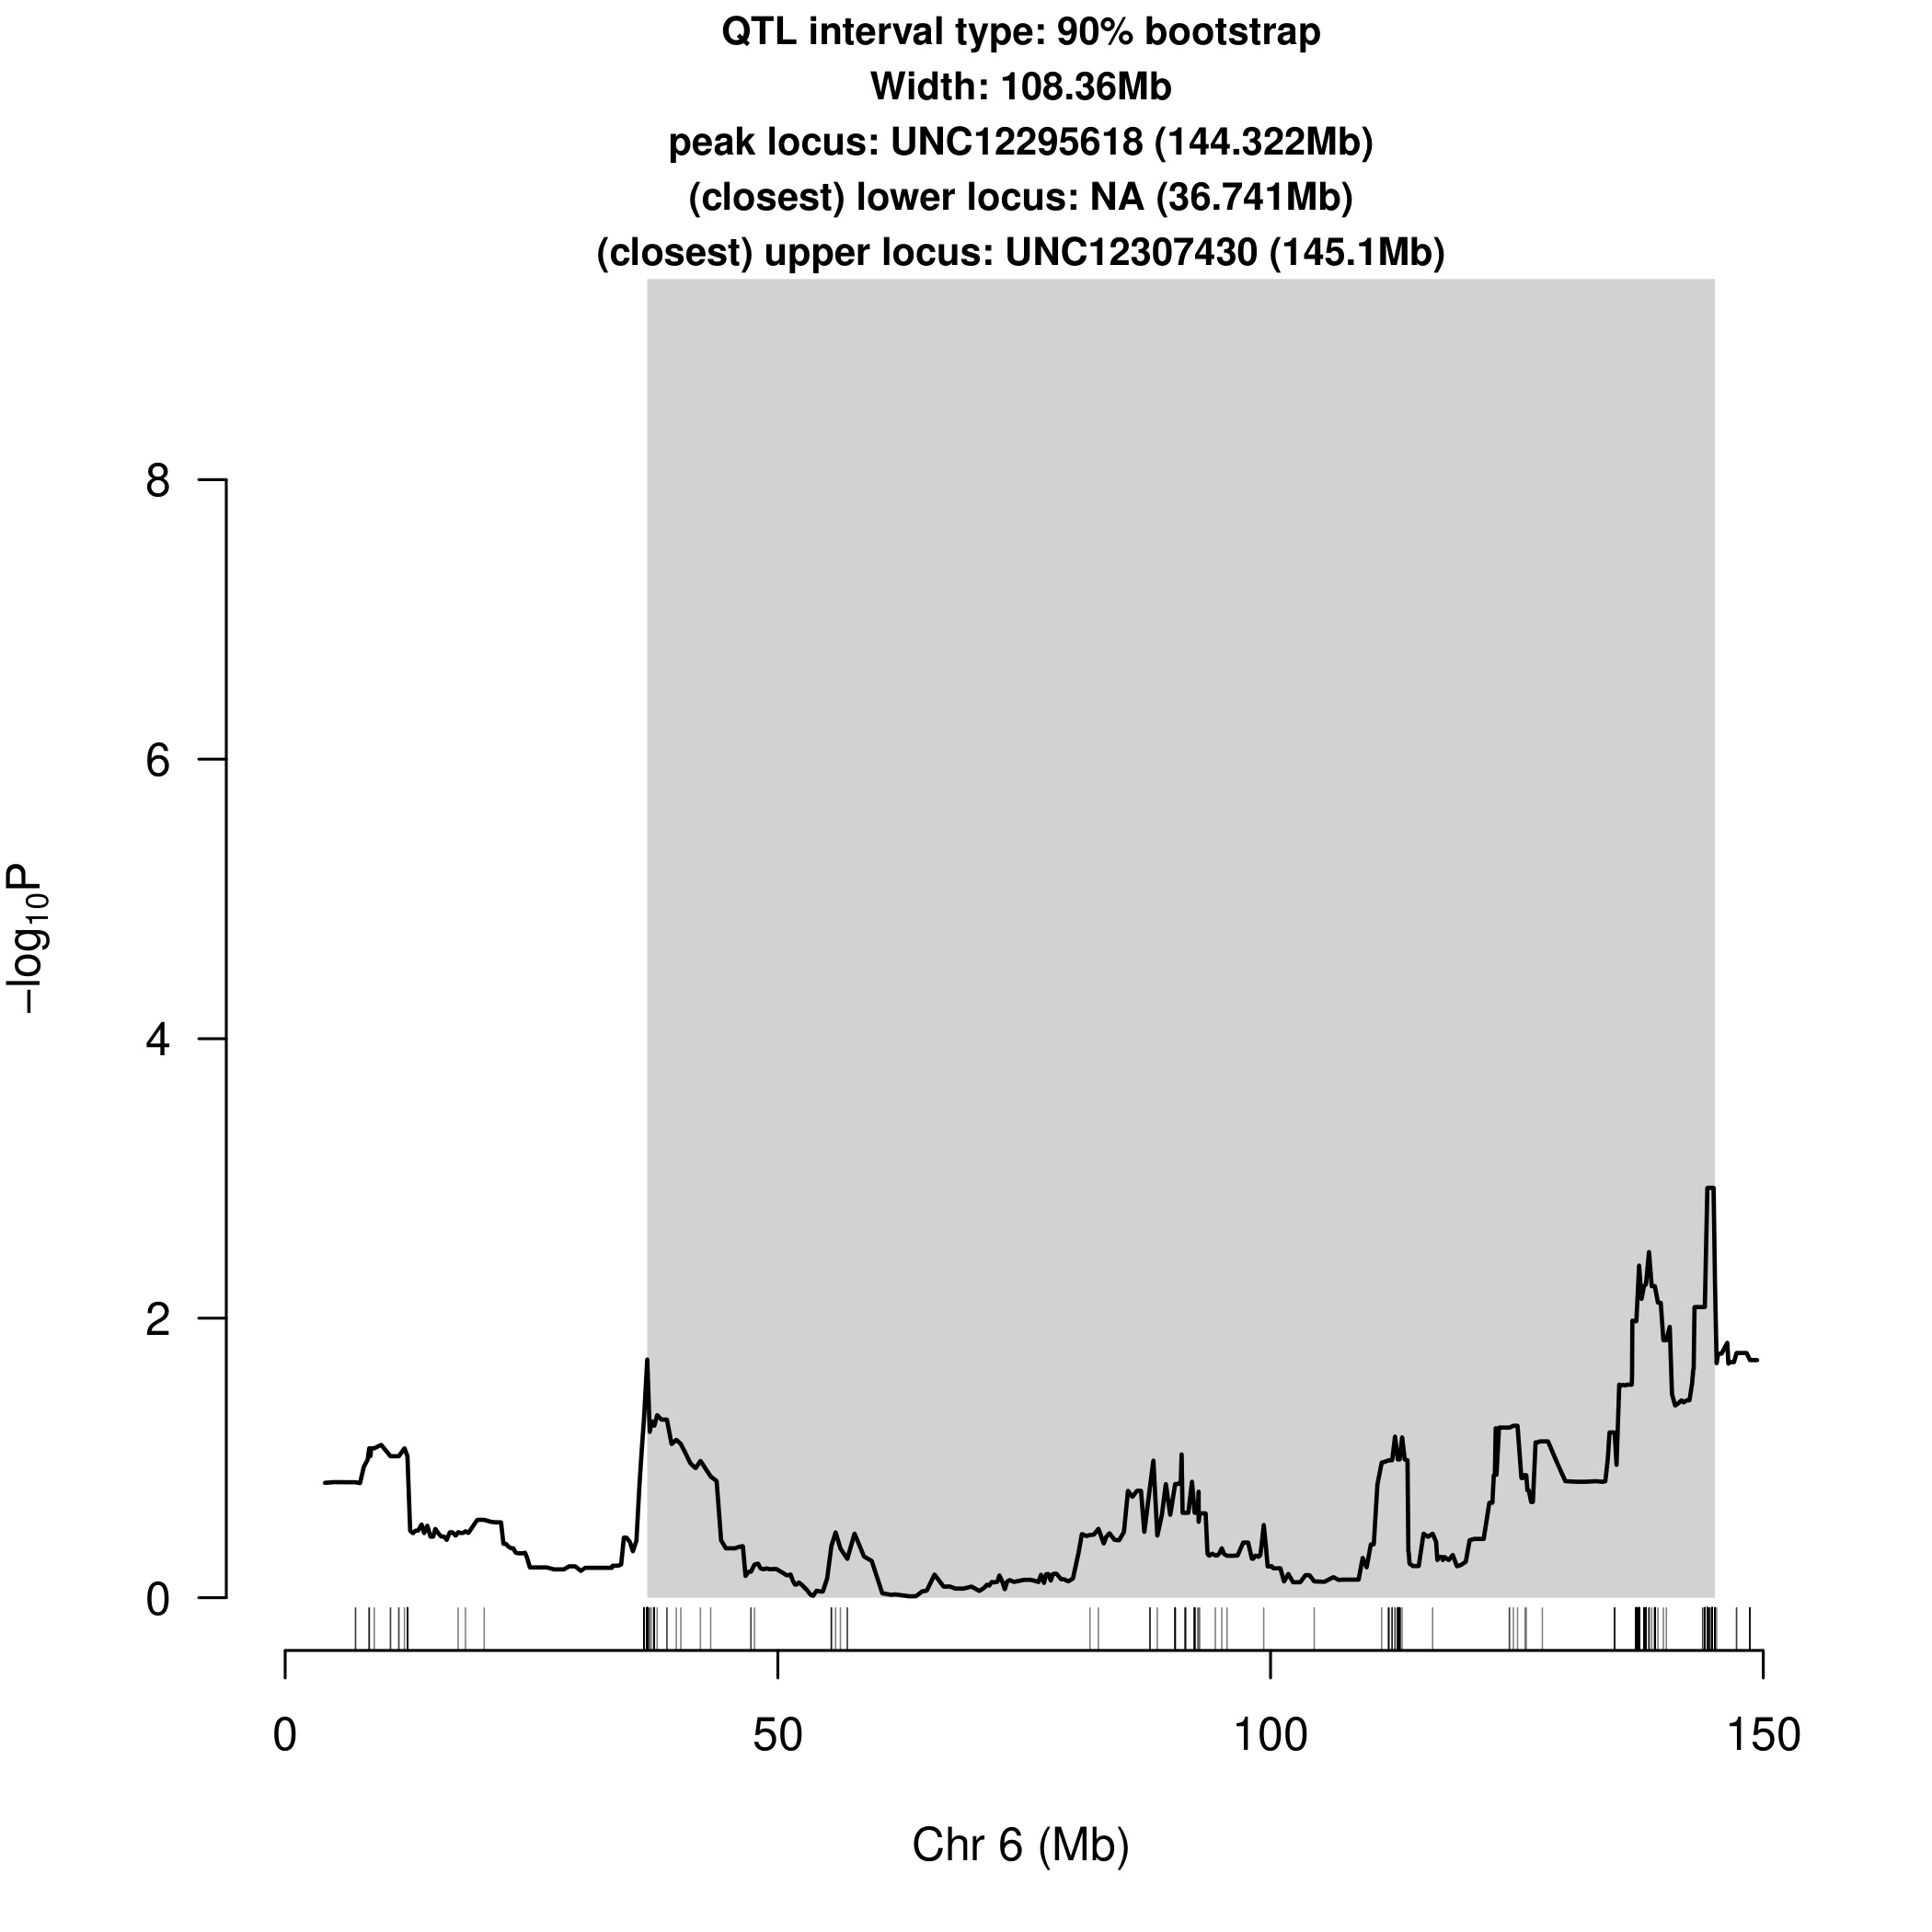 QTL interval type: 90% bootstrap
Width: 108.36Mb
peak locus: UNC12295618 (144.322Mb)
(closest) lower locus: NA (36.741Mb)
(closest) upper locus: UNC12307430 (145.1Mb)
8
6
4
2
0
−log₁₀P
0 50 100 150
Chr 6 (Mb)